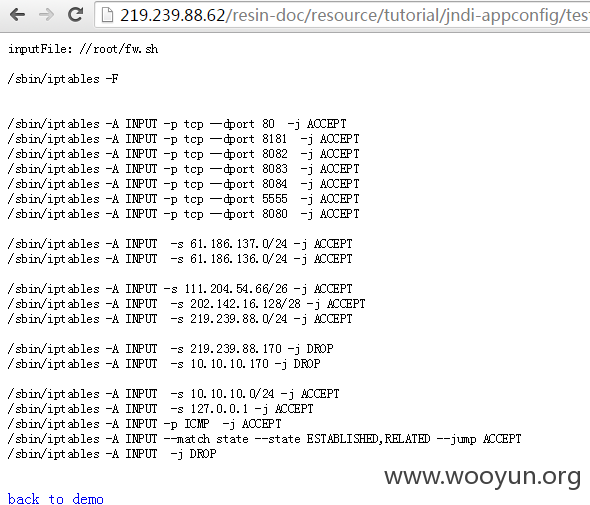 219.239.88.62/resin-doc/resource/tutorial/jndi-appconfig/test
inputFile: //root/fw.sh
/sbin/iptables -F
/sbin/iptables -A INPUT -p tcp --dport 80  -j ACCEPT
/sbin/iptables -A INPUT -p tcp --dport 8181  -j ACCEPT
/sbin/iptables -A INPUT -p tcp --dport 8082  -j ACCEPT
/sbin/iptables -A INPUT -p tcp --dport 8083  -j ACCEPT
/sbin/iptables -A INPUT -p tcp --dport 8084  -j ACCEPT
/sbin/iptables -A INPUT -p tcp --dport 5555  -j ACCEPT
/sbin/iptables -A INPUT -p tcp --dport 8080  -j ACCEPT
/sbin/iptables -A INPUT  -s 61.186.137.0/24 -j ACCEPT
/sbin/iptables -A INPUT  -s 61.186.136.0/24 -j ACCEPT
/sbin/iptables -A INPUT -s 111.204.54.66/26 -j ACCEPT
/sbin/iptables -A INPUT  -s 202.142.16.128/28 -j ACCEPT
/sbin/iptables -A INPUT  -s 219.239.88.0/24 -j ACCEPT
/sbin/iptables -A INPUT  -s 219.239.88.170 -j DROP
/sbin/iptables -A INPUT  -s 10.10.10.170 -j DROP
/sbin/iptables -A INPUT  -s 10.10.10.0/24 -j ACCEPT
/sbin/iptables -A INPUT  -s 127.0.0.1 -j ACCEPT
/sbin/iptables -A INPUT -p ICMP  -j ACCEPT
/sbin/iptables -A INPUT --match state --state ESTABLISHED,RELATED --jump ACCEPT
/sbin/iptables -A INPUT  -j DROP
www.wooyun.org
back to demo